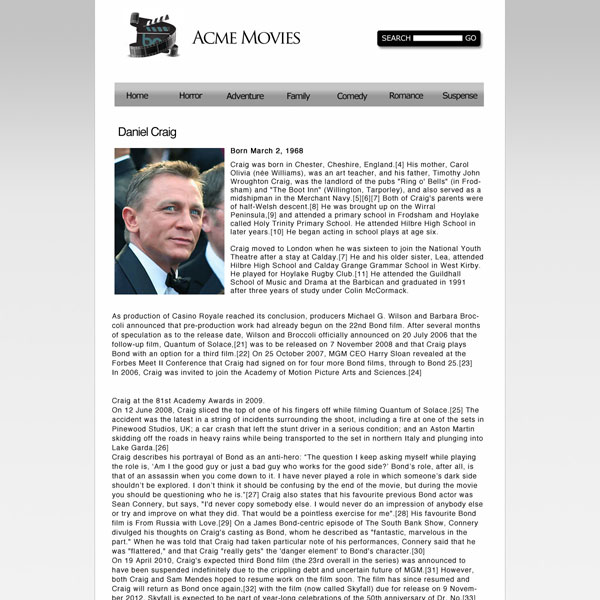 ACME MOVIES
SEARCH GO
Home Horror Adventure Family Comedy Romance Suspense
Daniel Craig
Born March 2, 1968
Craig was born in Chester, Cheshire, England.[4] His mother, Carol
Olivia (née Williams), was an art teacher, and his father, Timothy John
Wroughton Craig, was the landlord of the pubs "Ring o' Bells" (in Frod-
sham) and "The Boot Inn" (Willington, Tarporley), and also served as a
midshipman in the Merchant Navy.[5][6][7] Both of Craig's parents were
of half-Welsh descent.[8] He was brought up on the Wirral
Peninsula,[9] and attended a primary school in Frodsham and Hoylake
called Holy Trinity Primary School. He attended Hilbre High School in
later years.[10] He began acting in school plays at age six.
Craig moved to London when he was sixteen to join the National Youth
Theatre after a stay at Calday.[7] He and his older sister, Lea, attended
Hilbre High School and Calday Grange Grammar School in West Kirby.
He played for Hoylake Rugby Club.[11] He attended the Guildhall
School of Music and Drama at the Barbican and graduated in 1991
after three years of study under Colin McCormack.
As production of Casino Royale reached its conclusion, producers Michael G. Wilson and Barbara Broc-
coli announced that pre-production work had already begun on the 22nd Bond film. After several months
of speculation as to the release date, Wilson and Broccoli officially announced on 20 July 2006 that the
follow-up film, Quantum of Solace,[21] was to be released on 7 November 2008 and that Craig plays
Bond with an option for a third film.[22] On 25 October 2007, MGM CEO Harry Sloan revealed at the
Forbes Meet II Conference that Craig had signed on for four more Bond films, through to Bond 25.[23]
In 2006, Craig was invited to join the Academy of Motion Picture Arts and Sciences.[24]
Craig at the 81st Academy Awards in 2009.
On 12 June 2008, Craig sliced the top of one of his fingers off while filming Quantum of Solace.[25] The
accident was the latest in a string of incidents surrounding the shoot, including a fire at one of the sets in
Pinewood Studios, UK; a car crash that left the stunt driver in a serious condition; and an Aston Martin
skidding off the roads in heavy rains while being transported to the set in northern Italy and plunging into
Lake Garda.[26]
Craig describes his portrayal of Bond as an anti-hero: "The question I keep asking myself while playing
the role is, 'Am I the good guy or just a bad guy who works for the good side?' Bond's role, after all, is
that of an assassin when you come down to it. I have never played a role in which someone's dark side
shouldn't be explored. I don't think it should be confusing by the end of the movie, but during the movie
you should be questioning who he is."[27] Craig also states that his favourite previous Bond actor was
Sean Connery, but says, "I'd never copy somebody else. I would never do an impression of anybody else
or try and improve on what they did. That would be a pointless exercise for me".[28] His favourite Bond
film is From Russia with Love.[29] On a James Bond-centric episode of The South Bank Show, Connery
divulged his thoughts on Craig's casting as Bond, whom he described as "fantastic, marvelous in the
part." When he was told that Craig had taken particular note of his performances, Connery said that he
was "flattered," and that Craig "really gets" the 'danger element' to Bond's character.[30]
On 19 April 2010, Craig's expected third Bond film (the 23rd overall in the series) was announced to
have been suspended indefinitely due to the crippling debt and uncertain future of MGM.[31] However,
both Craig and Sam Mendes hoped to resume work on the film soon. The film has since resumed and
Craig will return as Bond once again,[32] with the film (now called Skyfall) due for release on 9 Novem-
ber 2012. Skyfall is expected to be part of year-long celebrations of the 50th anniversary of Dr. No.[33]